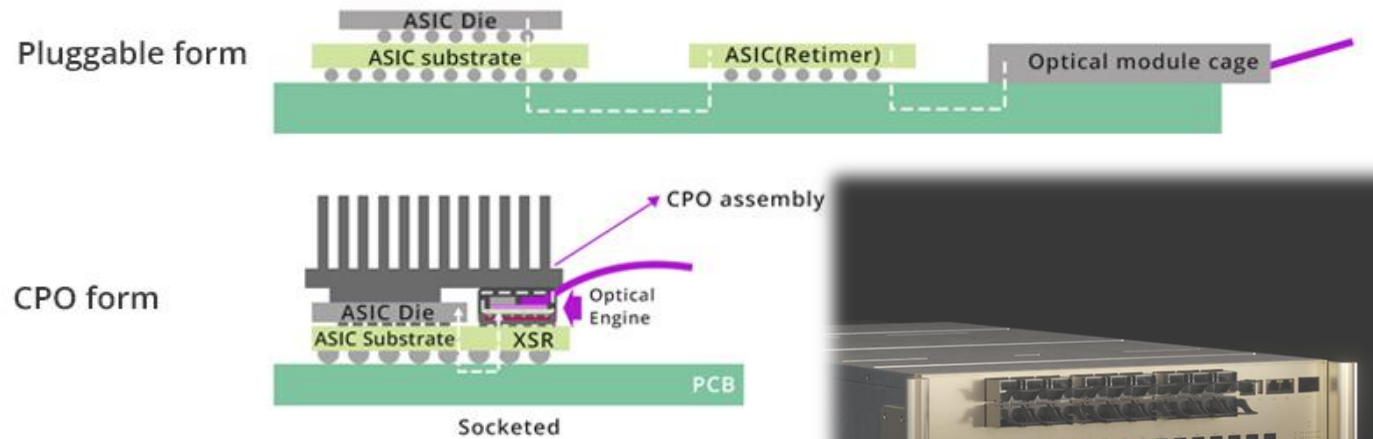 Pluggable form
ASIC Die
ASIC substrate
ASIC(Retimer)
Optical module cage
CPO form
CPO assembly
ASIC Die
Optical
Engine
ASIC Substrate
XSR
PCB
Socketed